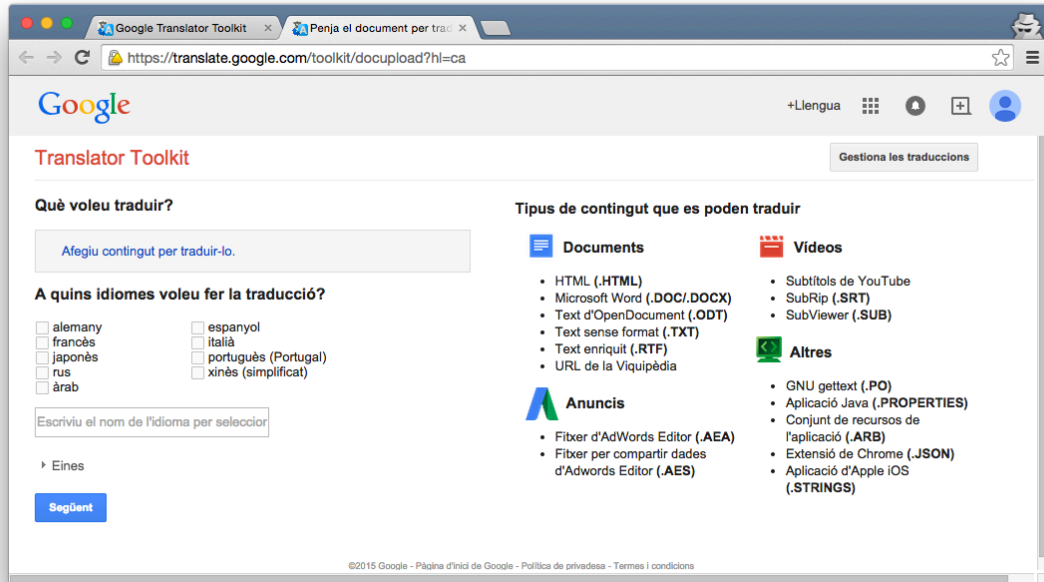 Google Translator Toolkit
Penja el document per trad
https://translate.google.com/toolkit/docupload?hl=ca
Google
+Llengua
Translator Toolkit
Gestiona les traduccions
Què voleu traduir?
Afegiu contingut per traduir-lo.
A quins idiomes voleu fer la traducció?
alemany
francès
japonès
rus
àrab
espanyol
italià
portuguès (Portugal)
xinès (simplificat)
Escriviu el nom de l'idioma per seleccior
Eines
Següent
Tipus de contingut que es poden traduir
Documents
HTML (.HTML)
Microsoft Word (.DOC/.DOCX)
Text d'OpenDocument (.ODT)
Text sense format (.TXT)
Text enriquit (.RTF)
URL de la Viquipèdia
Anuncis
Fitxer d'AdWords Editor (.AEA)
Fitxer per compartir dades
d'Adwords Editor (.AES)
Vídeos
Subtítols de YouTube
SubRip (.SRT)
SubViewer (.SUB)
Altres
GNU gettext (.PO)
Aplicació Java (.PROPERTIES)
Conjunt de recursos de
l'aplicació (.ARB)
Extensió de Chrome (.JSON)
Aplicació d'Apple iOS
(.STRINGS)
©2015 Google - Pàgina d'inici de Google - Política de privadesa - Termes i condicions